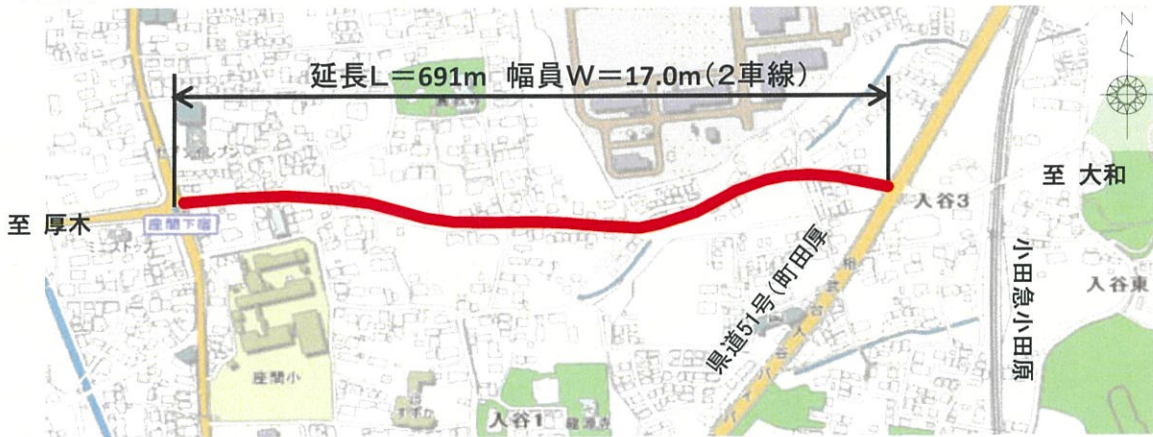 延長L=691m 幅員W=17.0m(2車線)
N
至 大和
入谷3
至 厚木
座間下宿
県道51号(町田厚
小田急小田原
入谷東
座間小
入谷1